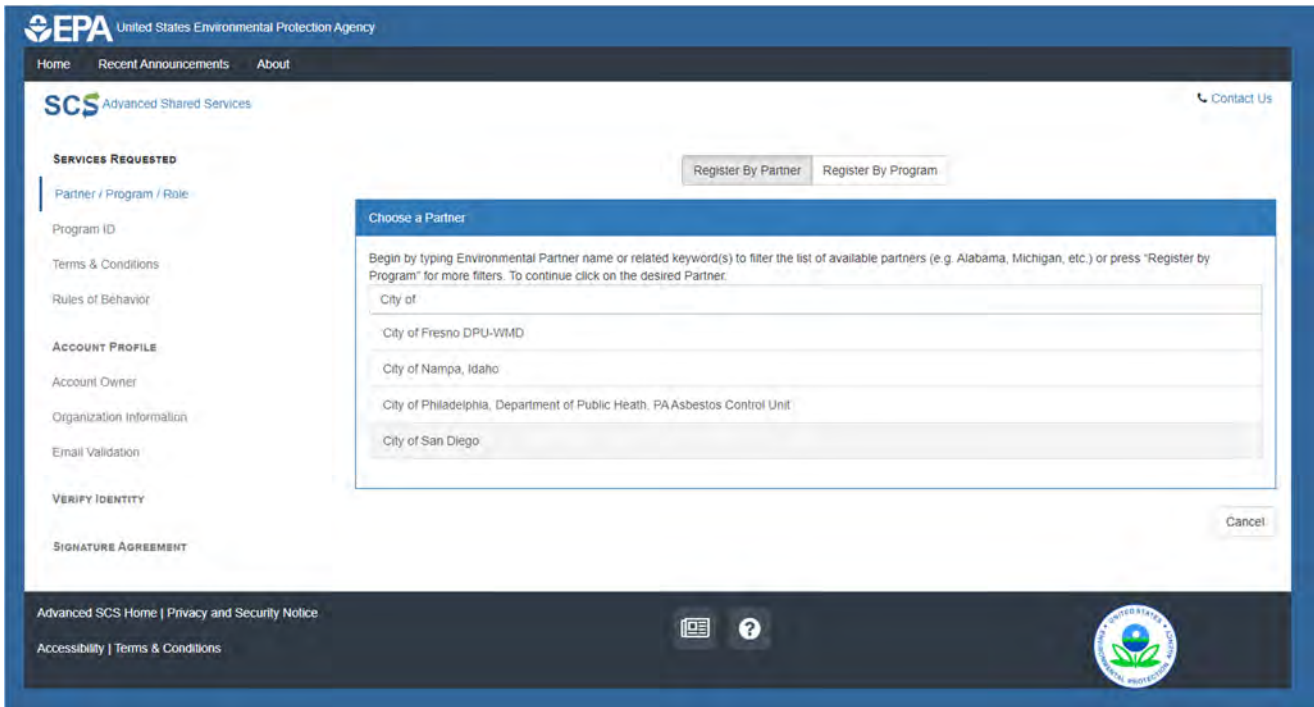 EPA United States Environmental Protection Agency
Home Recent Announcements About
SCS Advanced Shared Services
Contact Us
SERVICES REQUESTED
Partner / Program / Role
Program ID
Terms & Conditions
Rules of Behavior
ACCOUNT PROFILE
Account Owner
Organization Information
Email Validation
VERIFY IDENTITY
SIGNATURE AGREEMENT
Register By Partner Register By Program
Choose a Partner
Begin by typing Environmental Partner name or related keyword(s) to filter the list of available partners (e.g. Alabama, Michigan, etc.) or press "Register by
Program" for more filters. To continue click on the desired Partner.
City of
City of Fresno DPU-WMD
City of Nampa, Idaho
City of Philadelphia, Department of Public Heath, PA Asbestos Control Unit
City of San Diego
Cancel
Advanced SCS Home | Privacy and Security Notice
Accessibility | Terms & Conditions
?
UNITED STATES ENVIRONMENTAL PROTECTION AGENCY